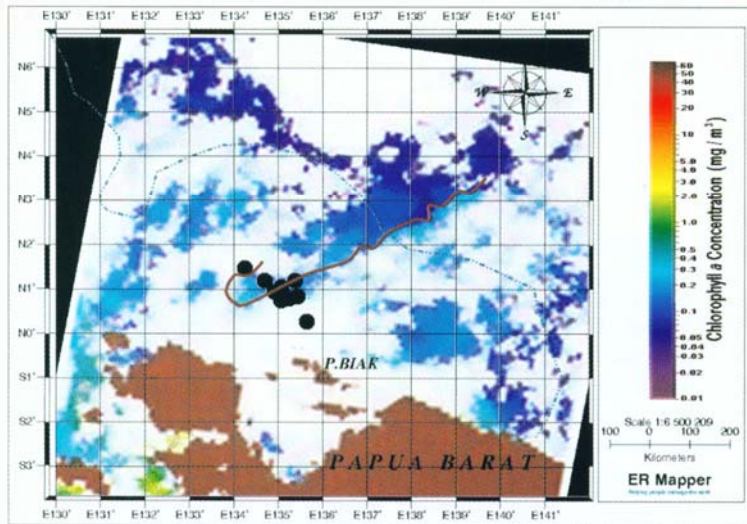 E130° E131° E132° E133° E134° E135° E136° E137° E138° E139° E140° E141°
N6°
N5°
N4°
N3°
N2°
N1°
N0°
S1°
S2°
S3°
W E
S
P.BIAK
PAPUA BARAT
E130° E131° E132° E133° E134° E135° E136° E137° E138° E139° E140° E141°
60
50
30
20
10
5.0
4.0
3.0
2.0
1.0
0.5
0.4
0.3
0.2
0.1
0.05
0.04
0.03
0.02
0.01
Chlorophyll a Concentration (mg / m³)
Scale 1:6 500 209
100 0 100 200
Kilometers
ER Mapper